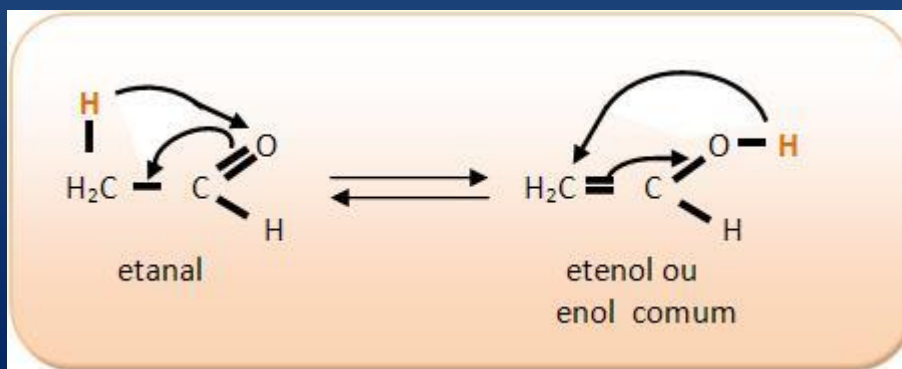 H
O
H₂C
C
H
etanal
O H
H₂C
C
H
etenol ou
enol comum